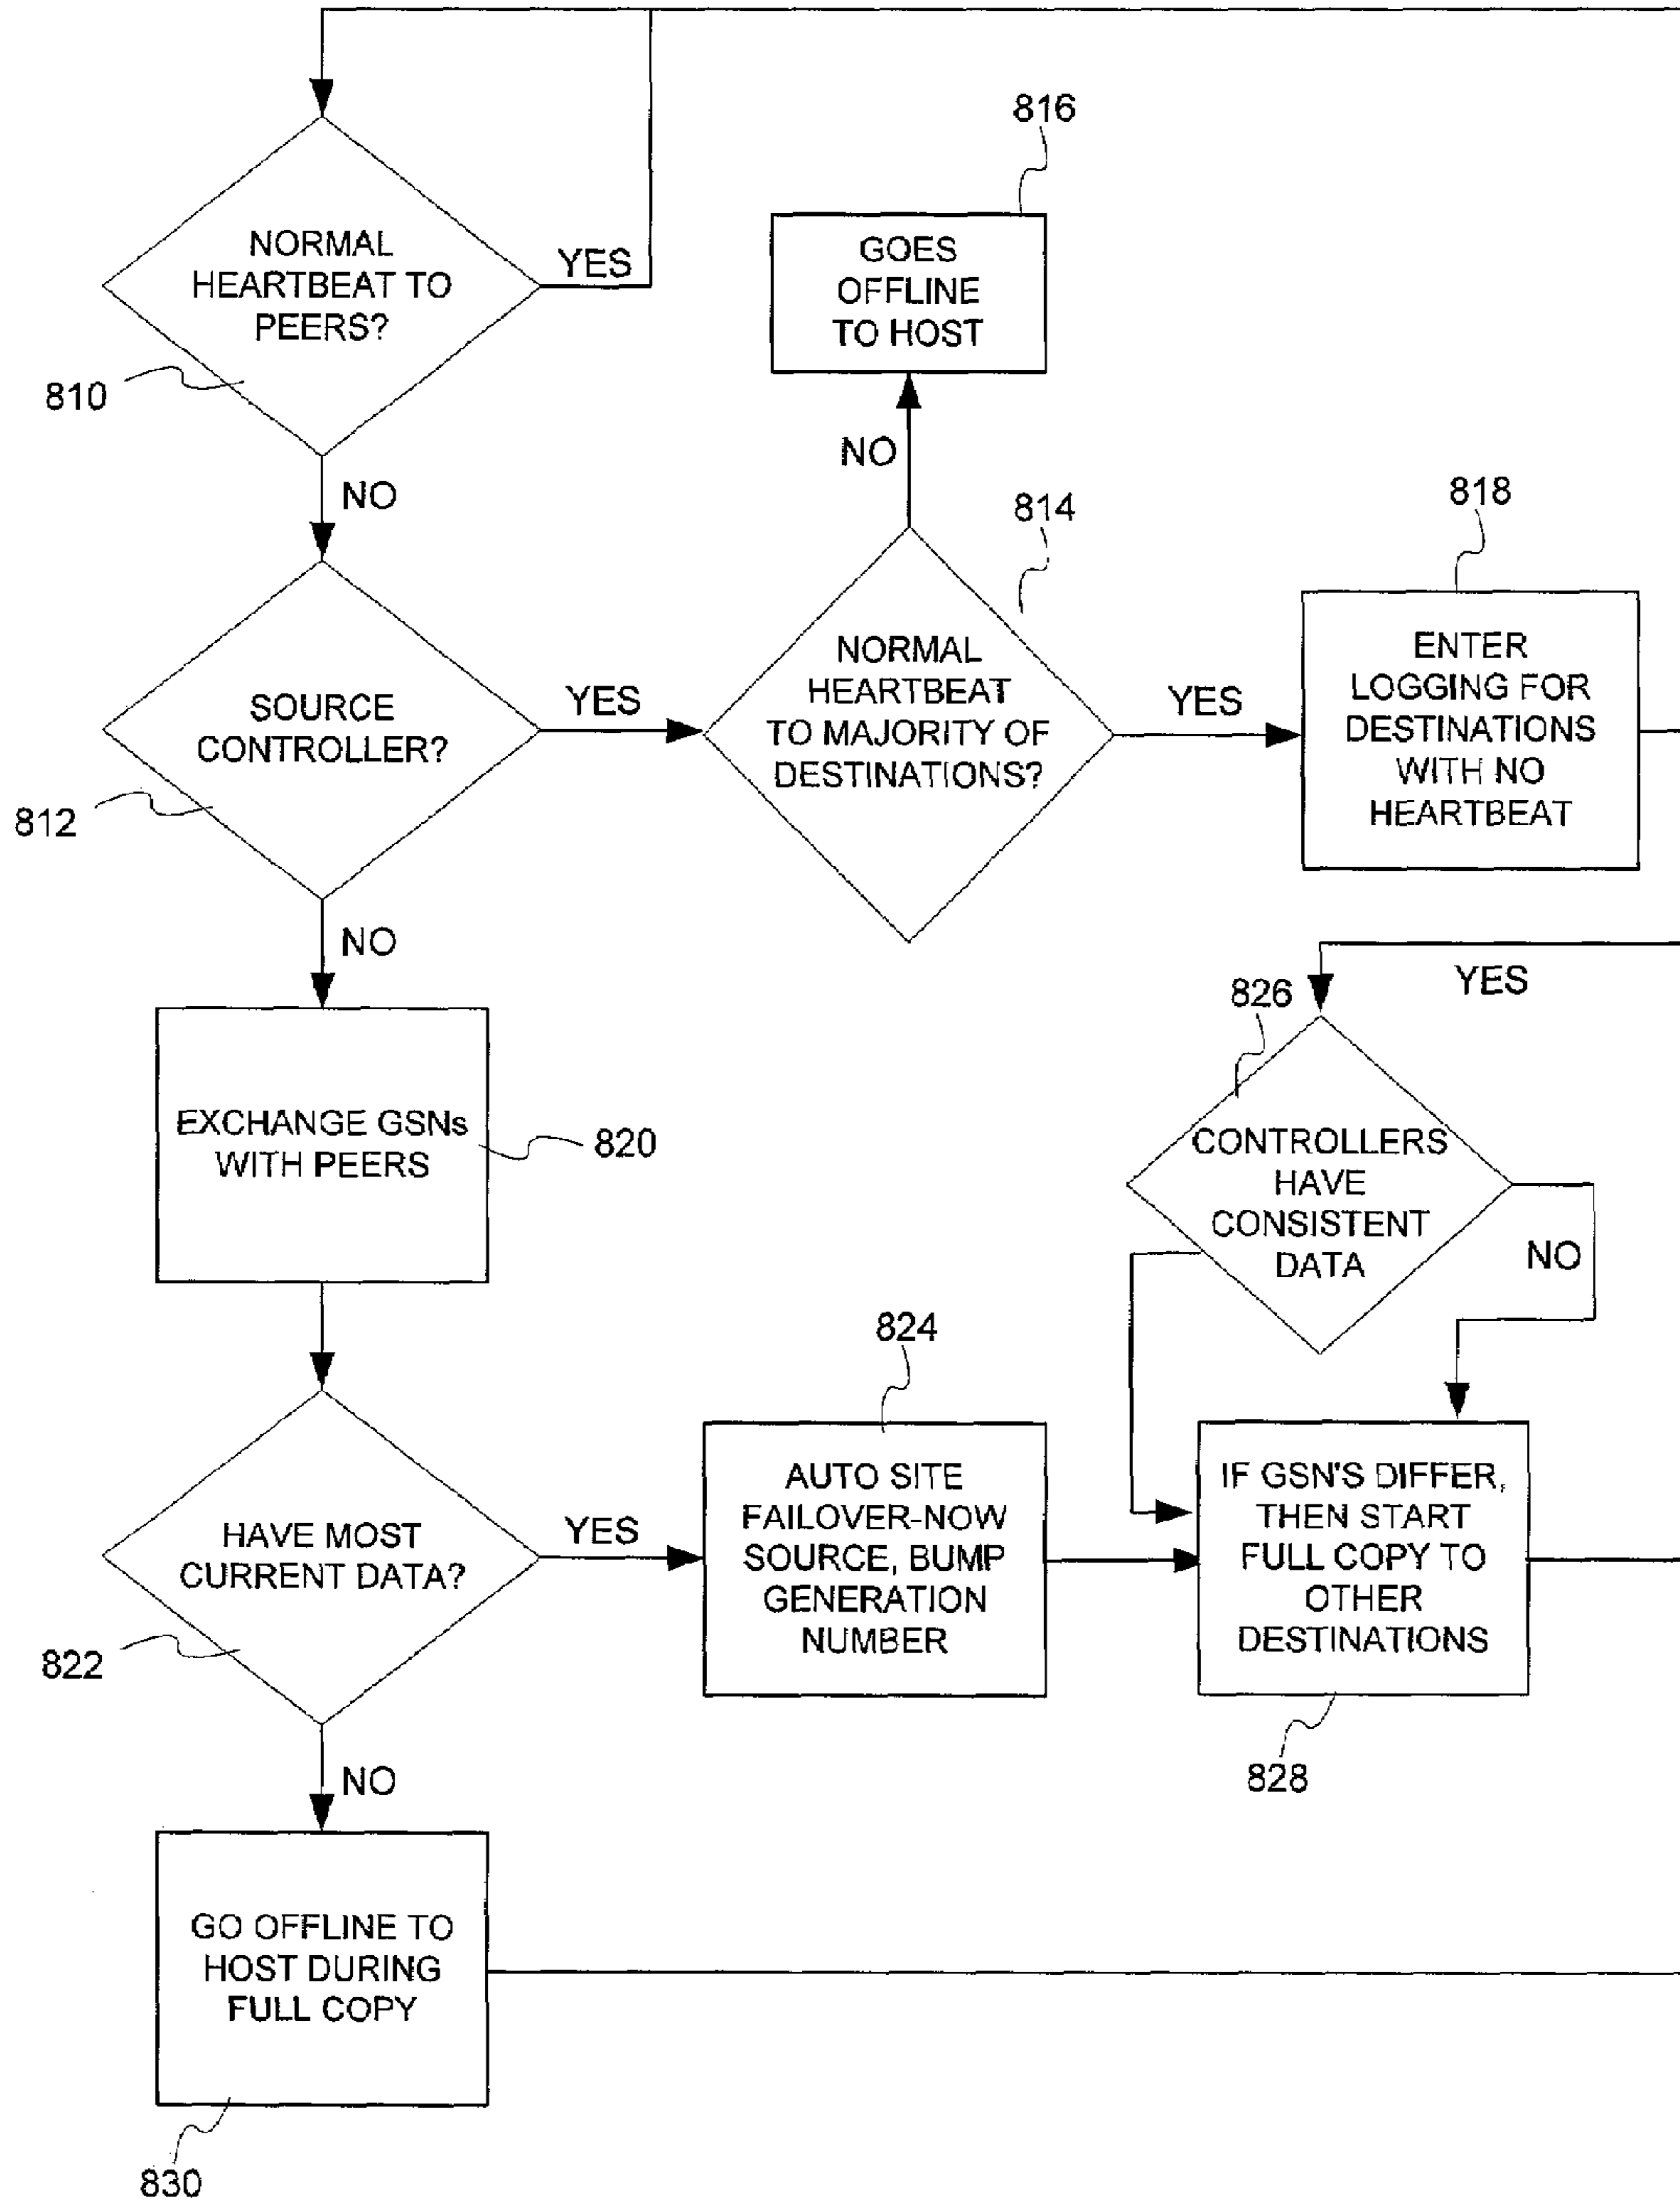 NORMAL
HEARTBEAT TO
PEERS?
YES
810
NO
816
GOES
OFFLINE
TO HOST
NO
SOURCE
CONTROLLER?
812
YES
814
NORMAL
HEARTBEAT
TO MAJORITY OF
DESTINATIONS?
YES
818
ENTER
LOGGING FOR
DESTINATIONS
WITH NO
HEARTBEAT
NO
EXCHANGE GSNs
WITH PEERS
820
YES
826
CONTROLLERS
HAVE
CONSISTENT
DATA
NO
HAVE MOST
CURRENT DATA?
822
YES
824
AUTO SITE
FAILOVER-NOW
SOURCE, BUMP
GENERATION
NUMBER
IF GSN'S DIFFER,
THEN START
FULL COPY TO
OTHER
DESTINATIONS
828
NO
GO OFFLINE TO
HOST DURING
FULL COPY
830